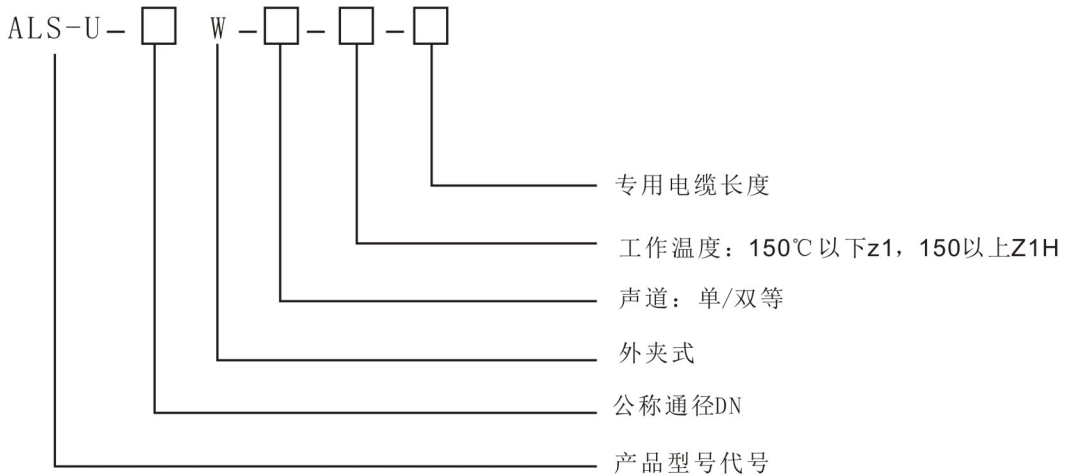 ALS-U-□ W-□-□-□
专用电缆长度
工作温度：150℃以下z1，150以上Z1H
声道：单/双等
外夹式
公称通径DN
产品型号代号